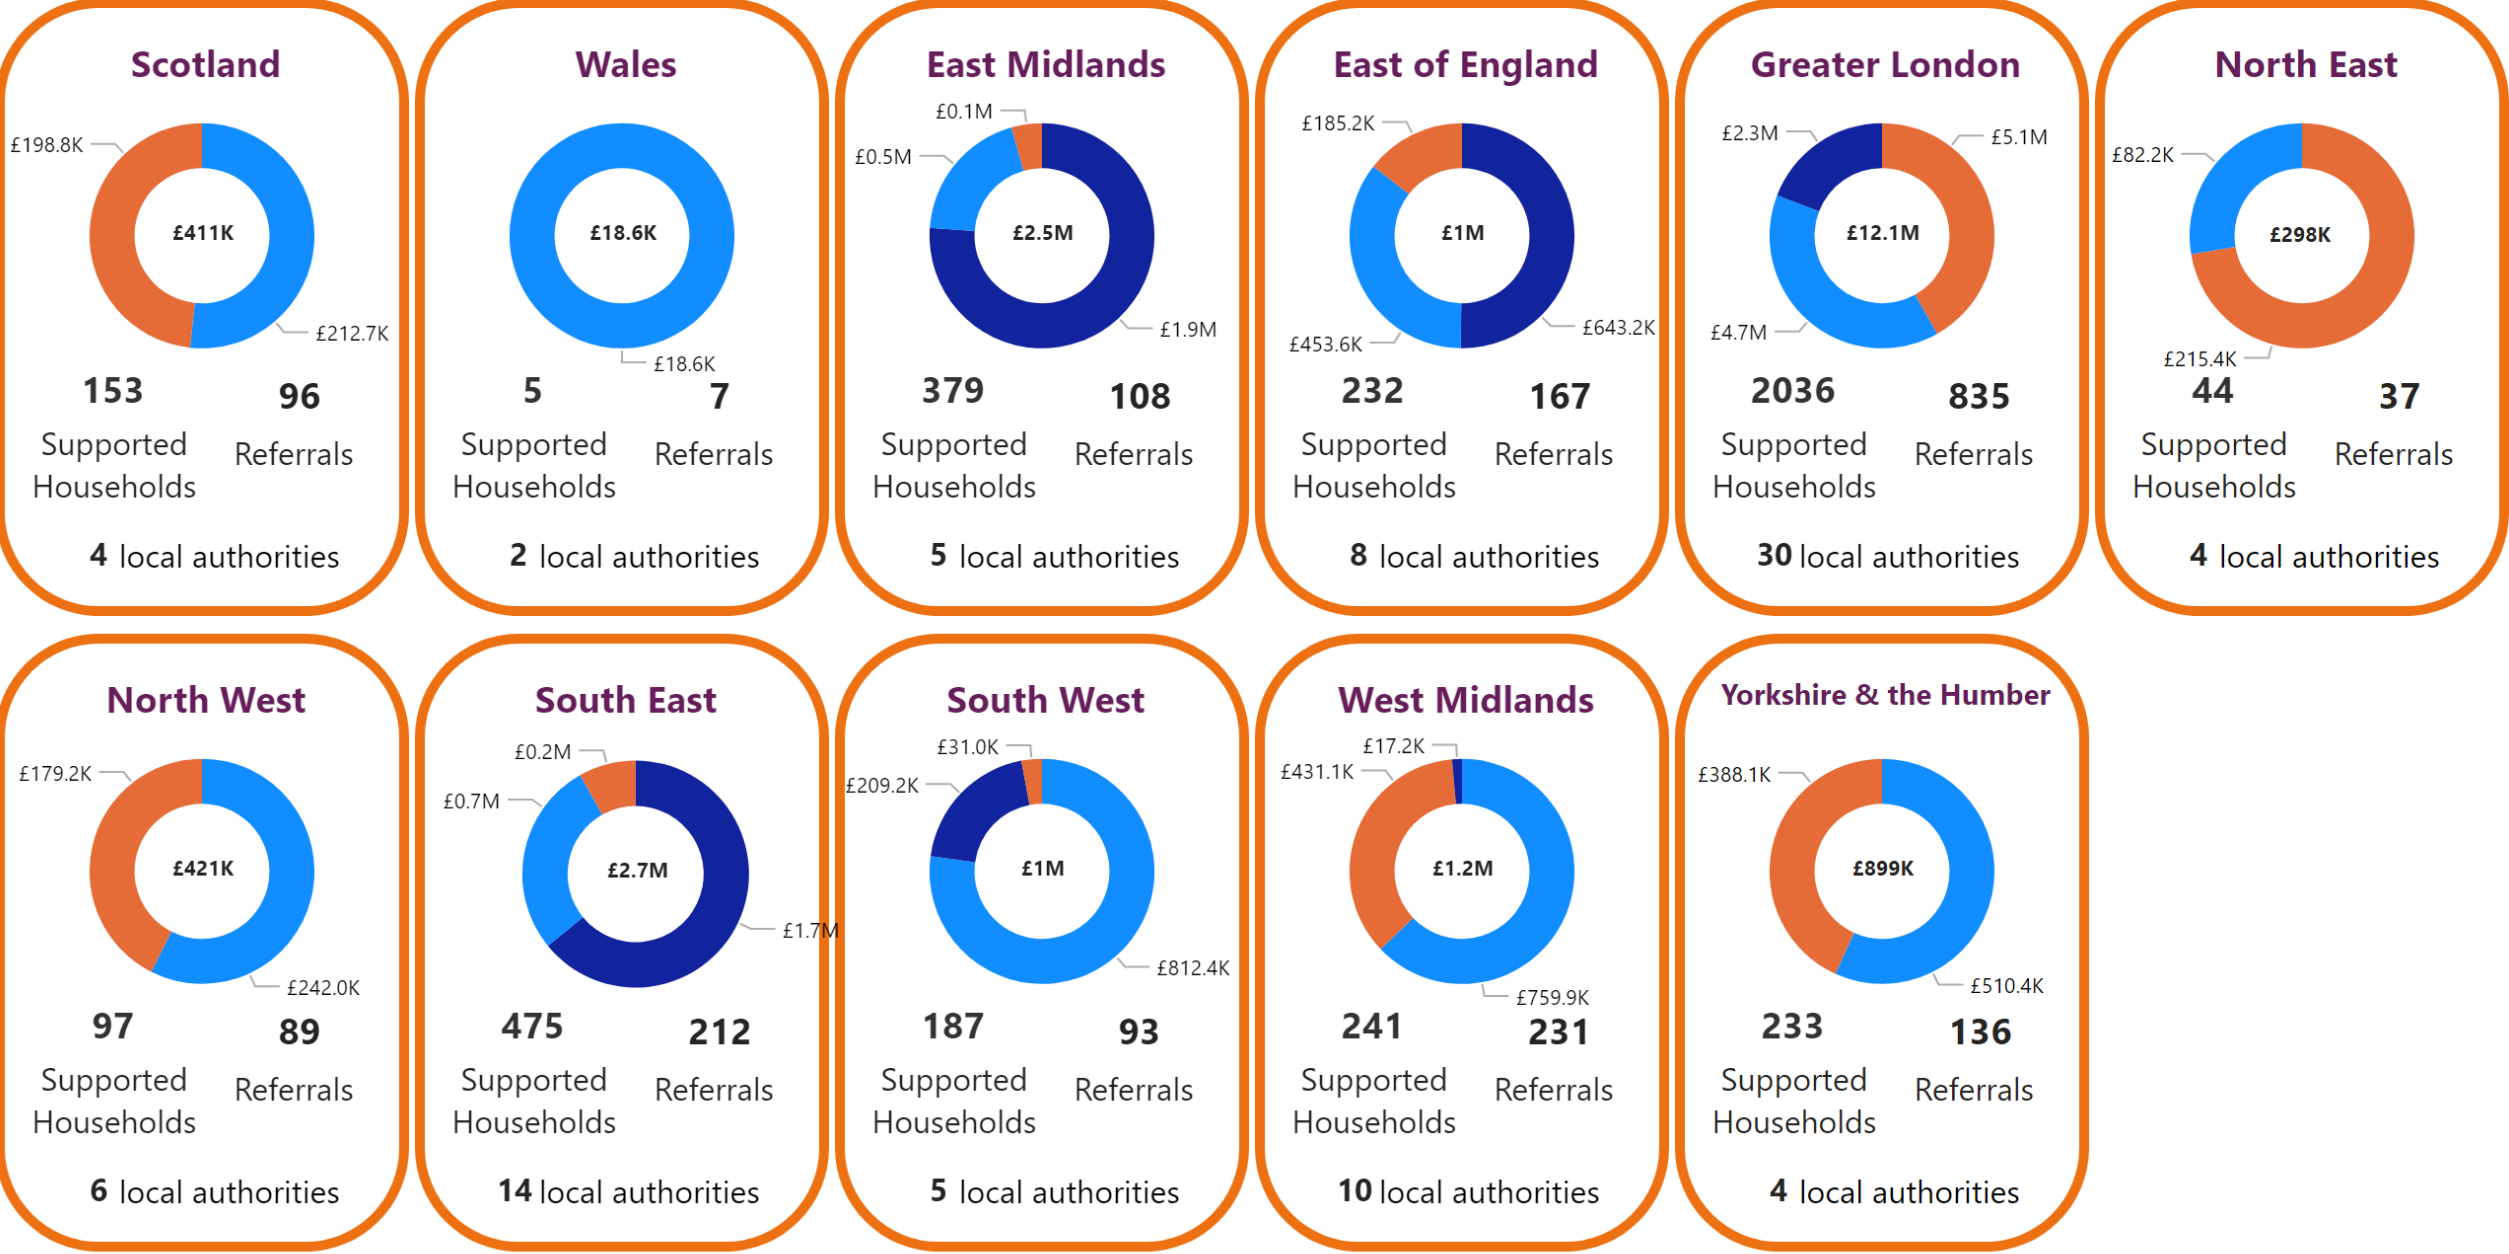 Scotland
£198.8K
£411K
£212.7K
153
96
Supported
Households
Referrals
4 local authorities
Wales
£18.6K
£18.6K
5
7
Supported
Households
Referrals
2 local authorities
East Midlands
£0.1M
£0.5M
£2.5M
£1.9M
379
108
Supported
Households
Referrals
5 local authorities
East of England
£185.2K
£1M
£643.2K
£453.6K
232
167
Supported
Households
Referrals
8 local authorities
Greater London
£2.3M
£5.1M
£12.1M
£4.7M
2036
835
Supported
Households
Referrals
30 local authorities
North East
£82.2K
£298K
£215.4K
44
37
Supported
Households
Referrals
4 local authorities
North West
£179.2K
£421K
£242.0K
97
89
Supported
Households
Referrals
6 local authorities
South East
£0.2M
£0.7M
£2.7M
£1.7M
475
212
Supported
Households
Referrals
14 local authorities
South West
£31.0K
£209.2K
£1M
£812.4K
187
93
Supported
Households
Referrals
5 local authorities
West Midlands
£17.2K
£431.1K
£1.2M
£759.9K
241
231
Supported
Households
Referrals
10 local authorities
Yorkshire & the Humber
£388.1K
£899K
£510.4K
233
136
Supported
Households
Referrals
4 local authorities